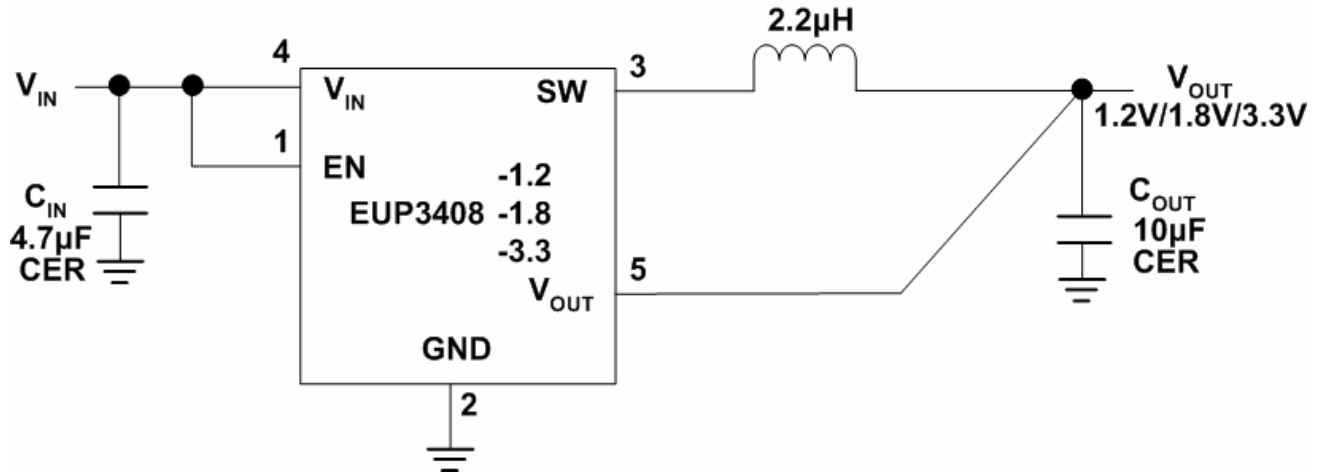 2.2µH
4
3
V_IN
V_IN
SW
V_OUT
1.2V/1.8V/3.3V
1
EN
-1.2
C_IN
EUP3408 -1.8
C_OUT
4.7µF
10µF
CER
-3.3
CER
5
V_OUT
GND
2